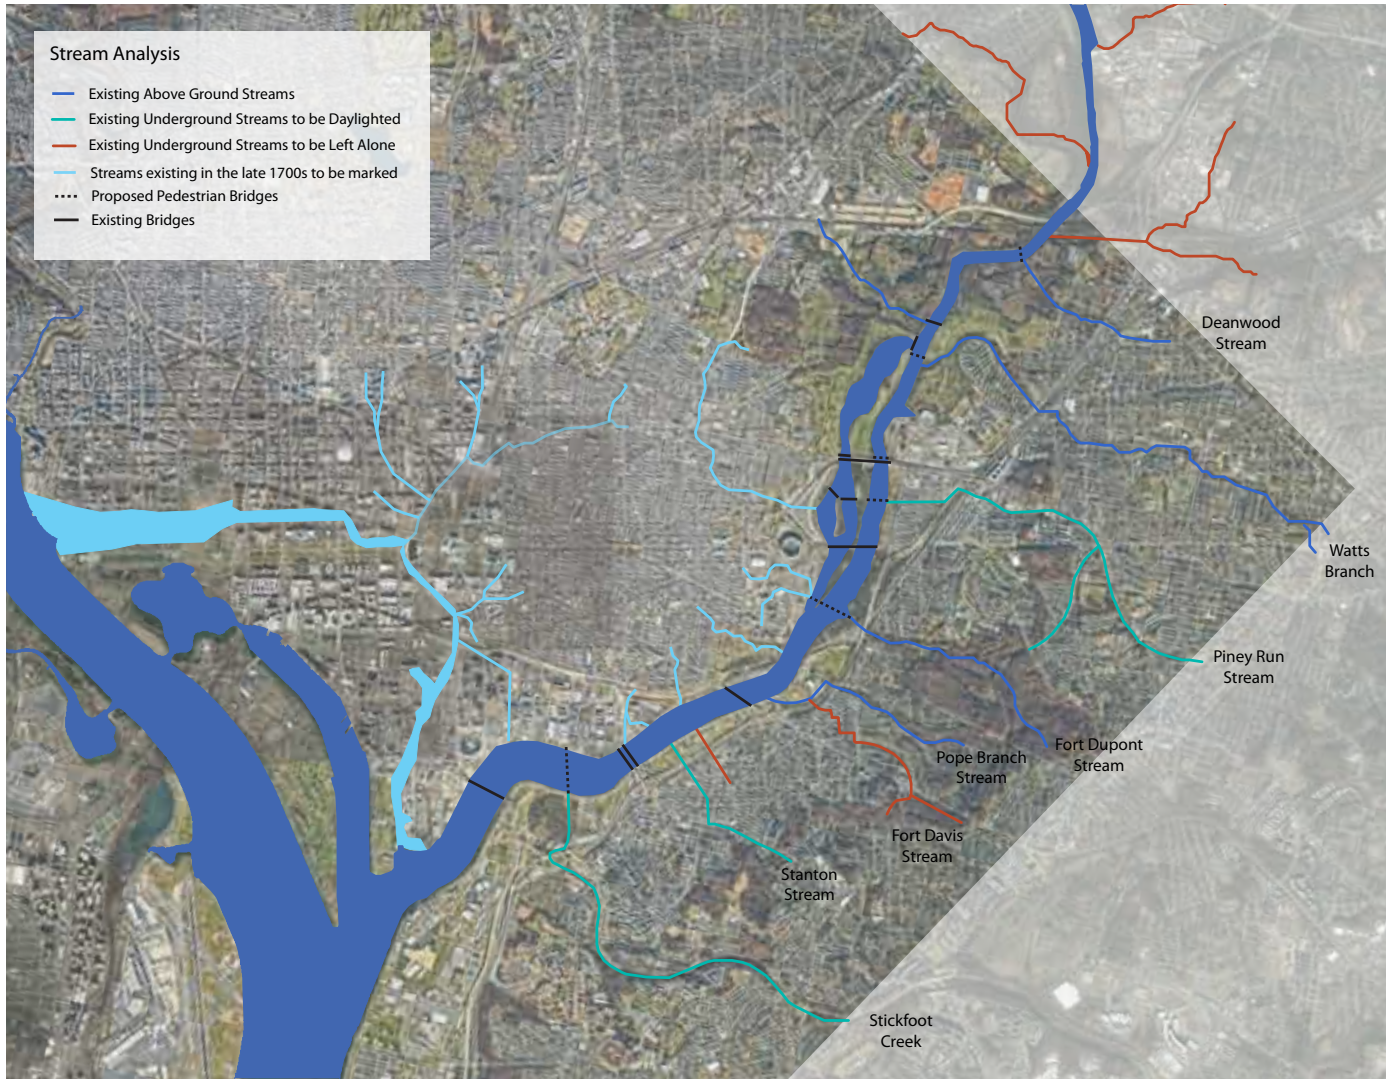 Stream Analysis
Existing Above Ground Streams
Existing Underground Streams to be Daylighted
Existing Underground Streams to be Left Alone
Streams existing in the late 1700s to be marked
Proposed Pedestrian Bridges
Existing Bridges
Deanwood
Stream
Watts
Branch
Piney Run
Stream
Fort Dupont
Stream
Pope Branch
Stream
Fort Davis
Stream
Stanton
Stream
Stickfoot
Creek